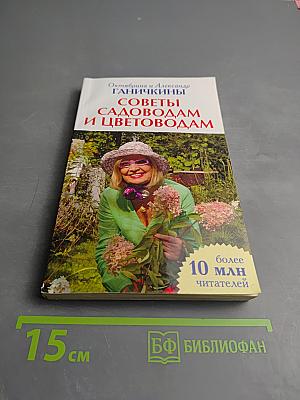 Октябрина и Александр
ГАНИЧКИНЫ
СОВЕТЫ
САДОВОДАМ
И ЦВЕТОВОДАМ
более
10 млн
читателей
15 см
БФ БИБЛИОФАН